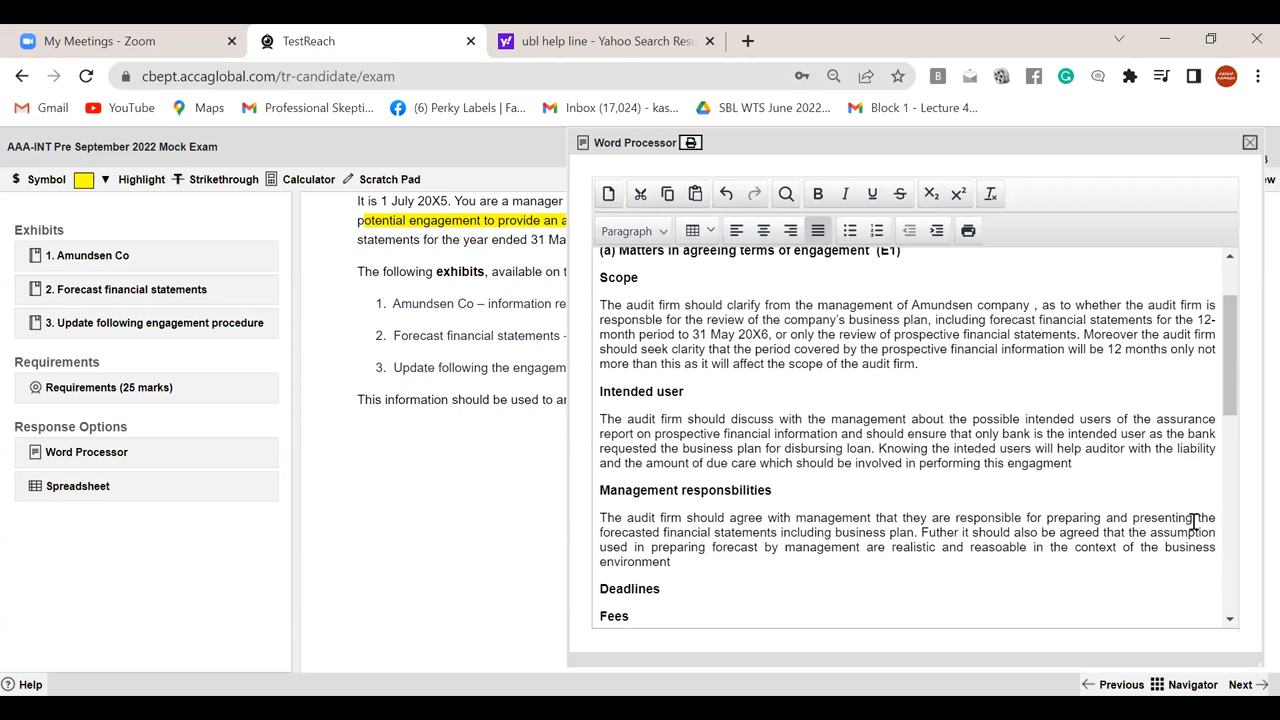 My Meetings - Zoom
TestReach
ubl help line - Yahoo Search Resu
cbept.accaglobal.com/tr-candidate/exam
Gmail
YouTube
Maps
Professional Skepti...
(6) Perky Labels | Fa...
Inbox (17,024) - kas...
SBL WTS June 2022...
Block 1 - Lecture 4...
AAA-INT Pre September 2022 Mock Exam
$ Symbol
Highlight
Strikethrough
Calculator
Scratch Pad
Exhibits
1. Amundsen Co
2. Forecast financial statements
3. Update following engagement procedure
Requirements
Requirements (25 marks)
Response Options
Word Processor
Spreadsheet
It is 1 July 20X5. You are a manager
potential engagement to provide an a
statements for the year ended 31 Ma
The following exhibits, available on t
1. Amundsen Co – information re
2. Forecast financial statements -
3. Update following the engagem
This information should be used to an
Word Processor
Paragraph
(a) Matters in agreeing terms of engagement (E1)
Scope
The audit firm should clarify from the management of Amundsen company , as to whether the audit firm is
responsble for the review of the company's business plan, including forecast financial statements for the 12-
month period to 31 May 20X6, or only the review of prospective financial statements. Moreover the audit firm
should seek clarity that the period covered by the prospective financial information will be 12 months only not
more than this as it will affect the scope of the audit firm.
Intended user
The audit firm should discuss with the management about the possible intended users of the assurance
report on prospective financial information and should ensure that only bank is the intended user as the bank
requested the business plan for disbursing loan. Knowing the inteded users will help auditor with the liability
and the amount of due care which should be involved in performing this engagment
Management responsbilities
The audit firm should agree with management that they are responsible for preparing and presenting the
forecasted financial statements including business plan. Futher it should also be agreed that the assumption
used in preparing forecast by management are realistic and reasoable in the context of the business
environment
Deadlines
Fees
Help
Previous
Navigator
Next